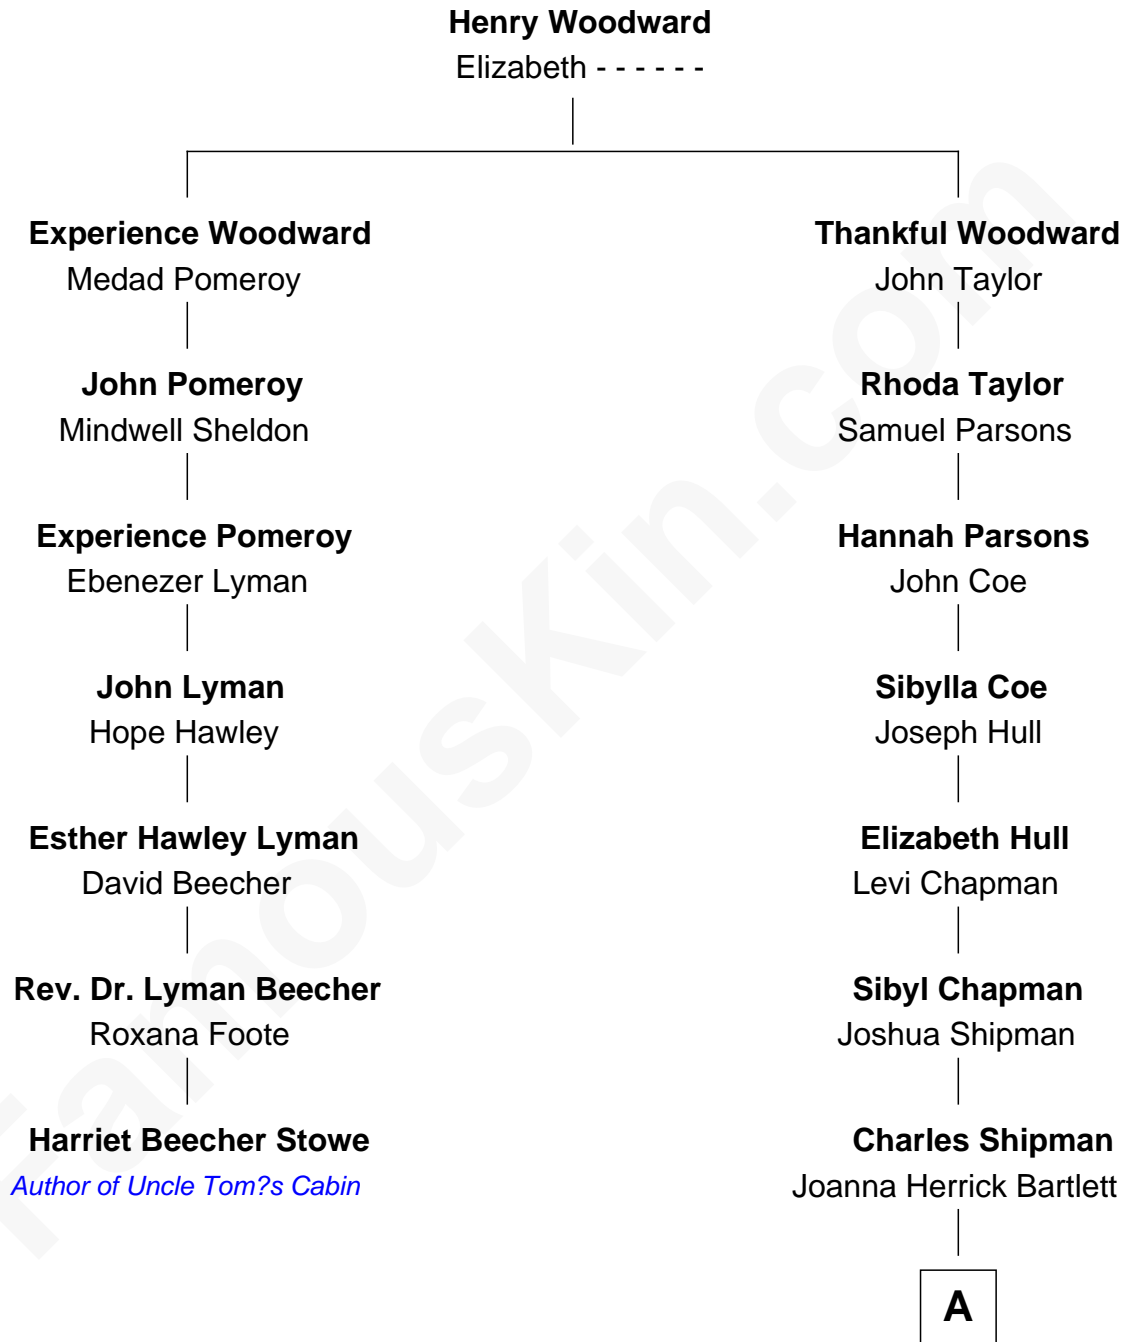 Henry Woodward
Elizabeth - - - - - -
Experience Woodward
Medad Pomeroy
Thankful Woodward
John Taylor
John Pomeroy
Mindwell Sheldon
Rhoda Taylor
Samuel Parsons
Experience Pomeroy
Ebenezer Lyman
Hannah Parsons
John Coe
John Lyman
Hope Hawley
Sibylla Coe
Joseph Hull
Esther Hawley Lyman
David Beecher
Elizabeth Hull
Levi Chapman
Rev. Dr. Lyman Beecher
Roxana Foote
Sibyl Chapman
Joshua Shipman
Harriet Beecher Stowe
Author of Uncle Tom?s Cabin
Charles Shipman
Joanna Herrick Bartlett
A
FamousKin.com